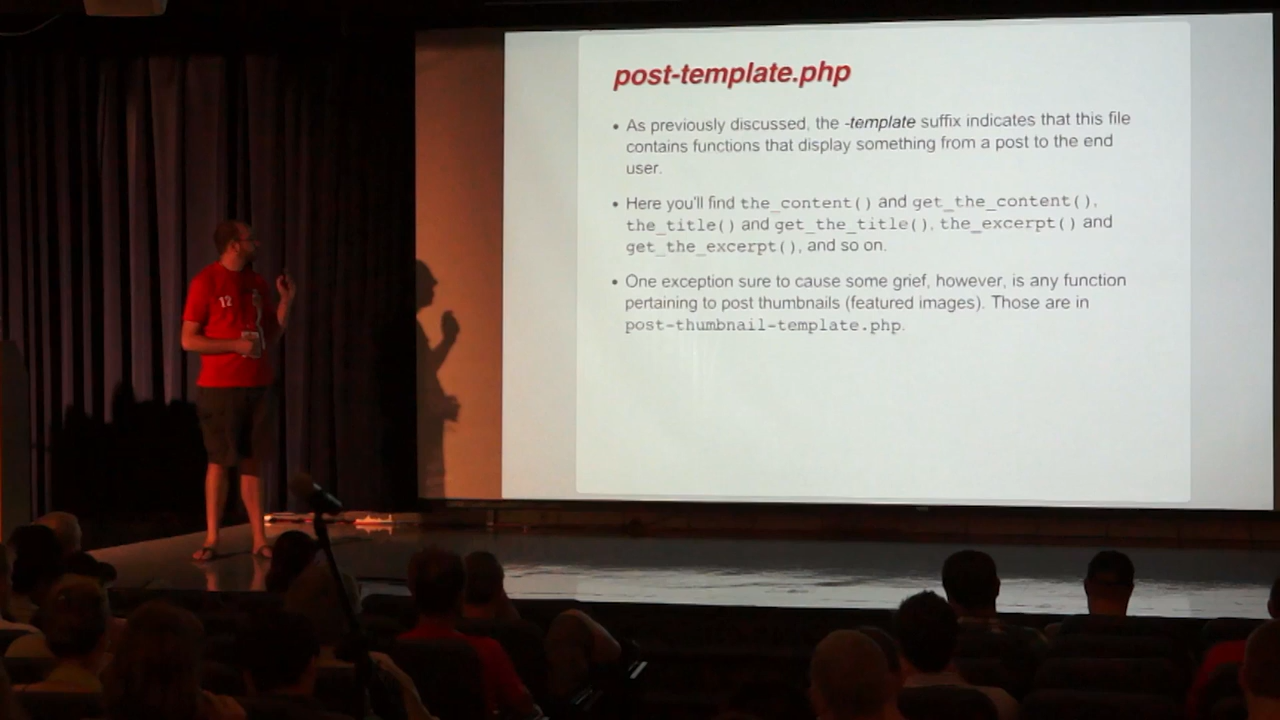 post-template.php
• As previously discussed, the -template suffix indicates that this file
contains functions that display something from a post to the end
user.
• Here you'll find the_content() and get_the_content(),
the_title() and get_the_title(), the_excerpt() and
get_the_excerpt(), and so on.
• One exception sure to cause some grief, however, is any function
pertaining to post thumbnails (featured images). Those are in
post-thumbnail-template.php.
12